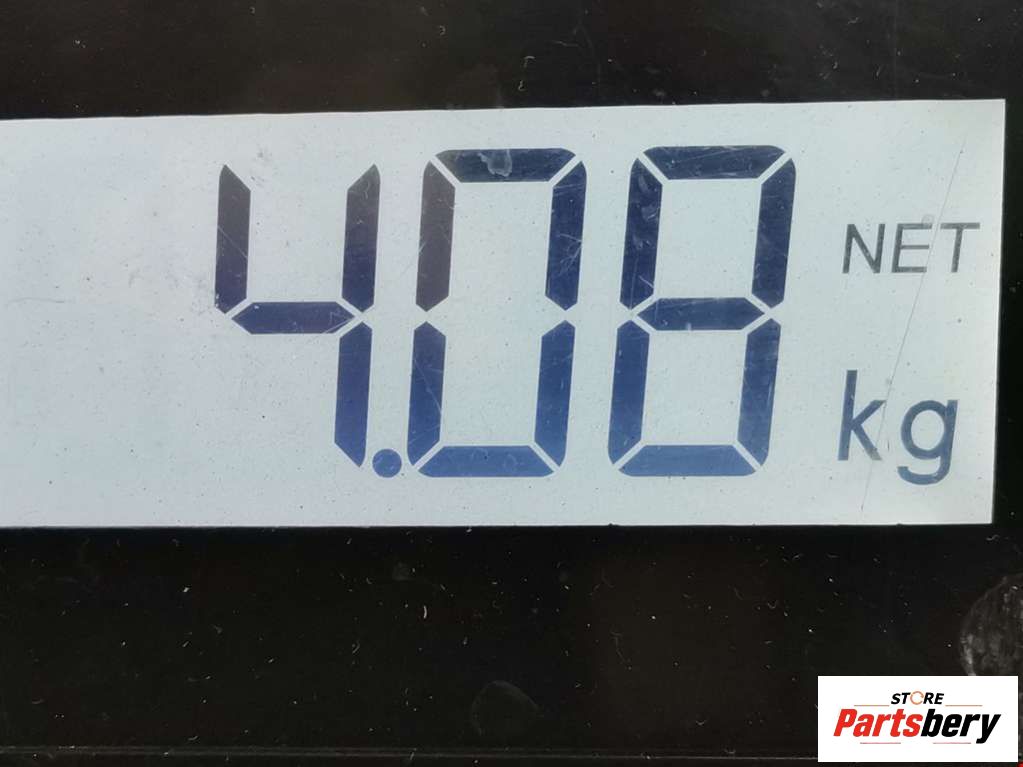 4.08
NET
kg
STORE
Partsbery